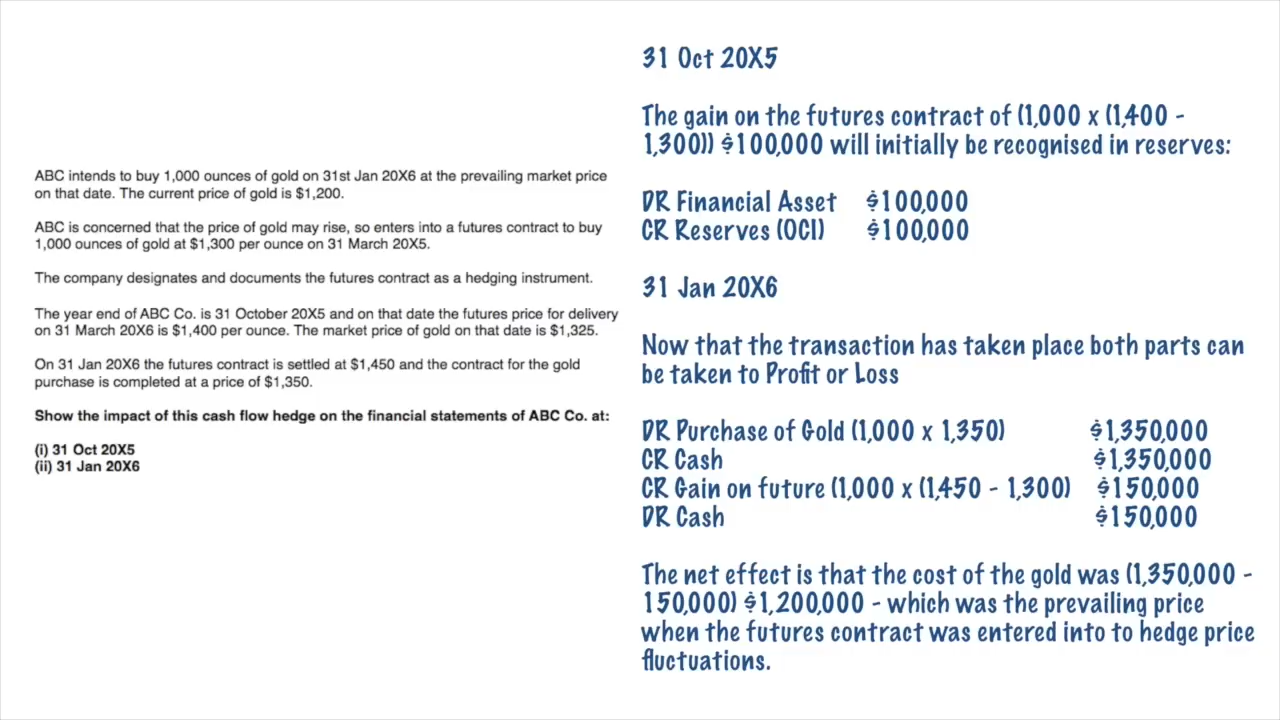 ABC intends to buy 1,000 ounces of gold on 31st Jan 20X6 at the prevailing market price
on that date. The current price of gold is $1,200.
ABC is concerned that the price of gold may rise, so enters into a futures contract to buy
1,000 ounces of gold at $1,300 per ounce on 31 March 20X5.
The company designates and documents the futures contract as a hedging instrument.
The year end of ABC Co. is 31 October 20X5 and on that date the futures price for delivery
on 31 March 20X6 is $1,400 per ounce. The market price of gold on that date is $1,325.
On 31 Jan 20X6 the futures contract is settled at $1,450 and the contract for the gold
purchase is completed at a price of $1,350.
Show the impact of this cash flow hedge on the financial statements of ABC Co. at:
(i) 31 Oct 20X5
(ii) 31 Jan 20X6
31 Oct 20X5
The gain on the futures contract of (1,000 x (1,400 -
1,300)) $100,000 will initially be recognised in reserves:
DR Financial Asset $100,000
CR Reserves (OCI) $100,000
31 Jan 20X6
Now that the transaction has taken place both parts can
be taken to Profit or Loss
DR Purchase of Gold (1,000 x 1,350) $1,350,000
CR Cash $1,350,000
CR Gain on future (1,000 x (1,450 - 1,300) $150,000
DR Cash $150,000
The net effect is that the cost of the gold was (1,350,000 -
150,000) $1,200,000 - which was the prevailing price
when the futures contract was entered into to hedge price
fluctuations.